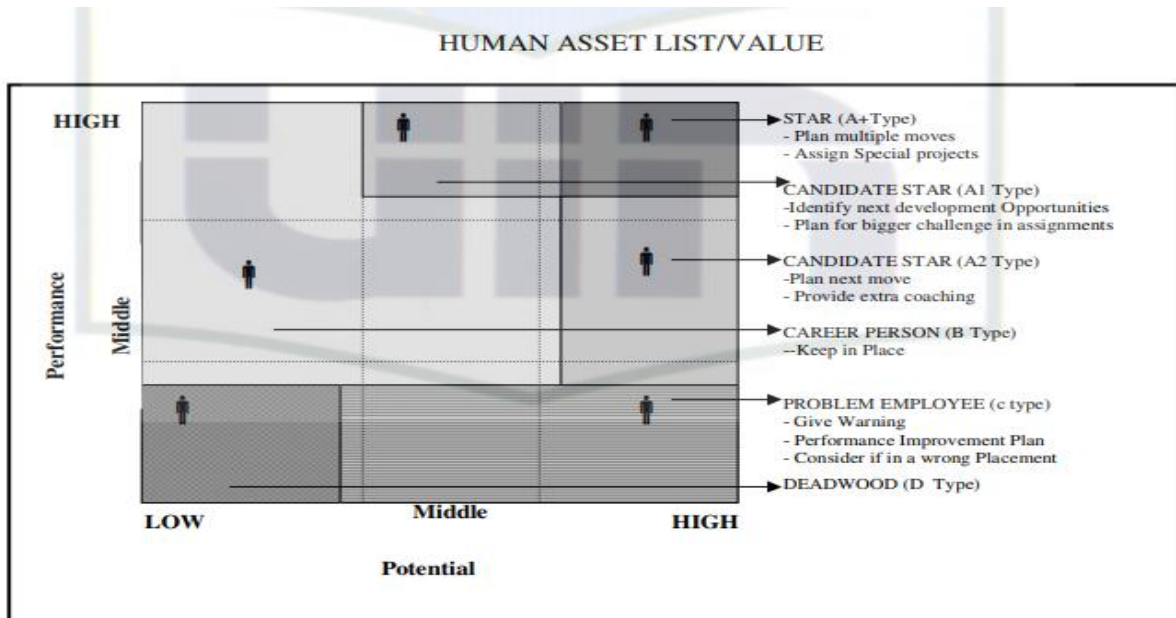 HUMAN ASSET LIST/VALUE
HIGH
Performance
Middle
STAR (A+Type)
- Plan multiple moves
- Assign Special projects
CANDIDATE STAR (A1 Type)
-Identify next development Opportunities
- Plan for bigger challenge in assignments
CANDIDATE STAR (A2 Type)
-Plan next move
- Provide extra coaching
CAREER PERSON (B Type)
--Keep in Place
PROBLEM EMPLOYEE (c type)
- Give Warning
- Performance Improvement Plan
- Consider if in a wrong Placement
DEADWOOD (D Type)
LOW
Middle
HIGH
Potential
uin